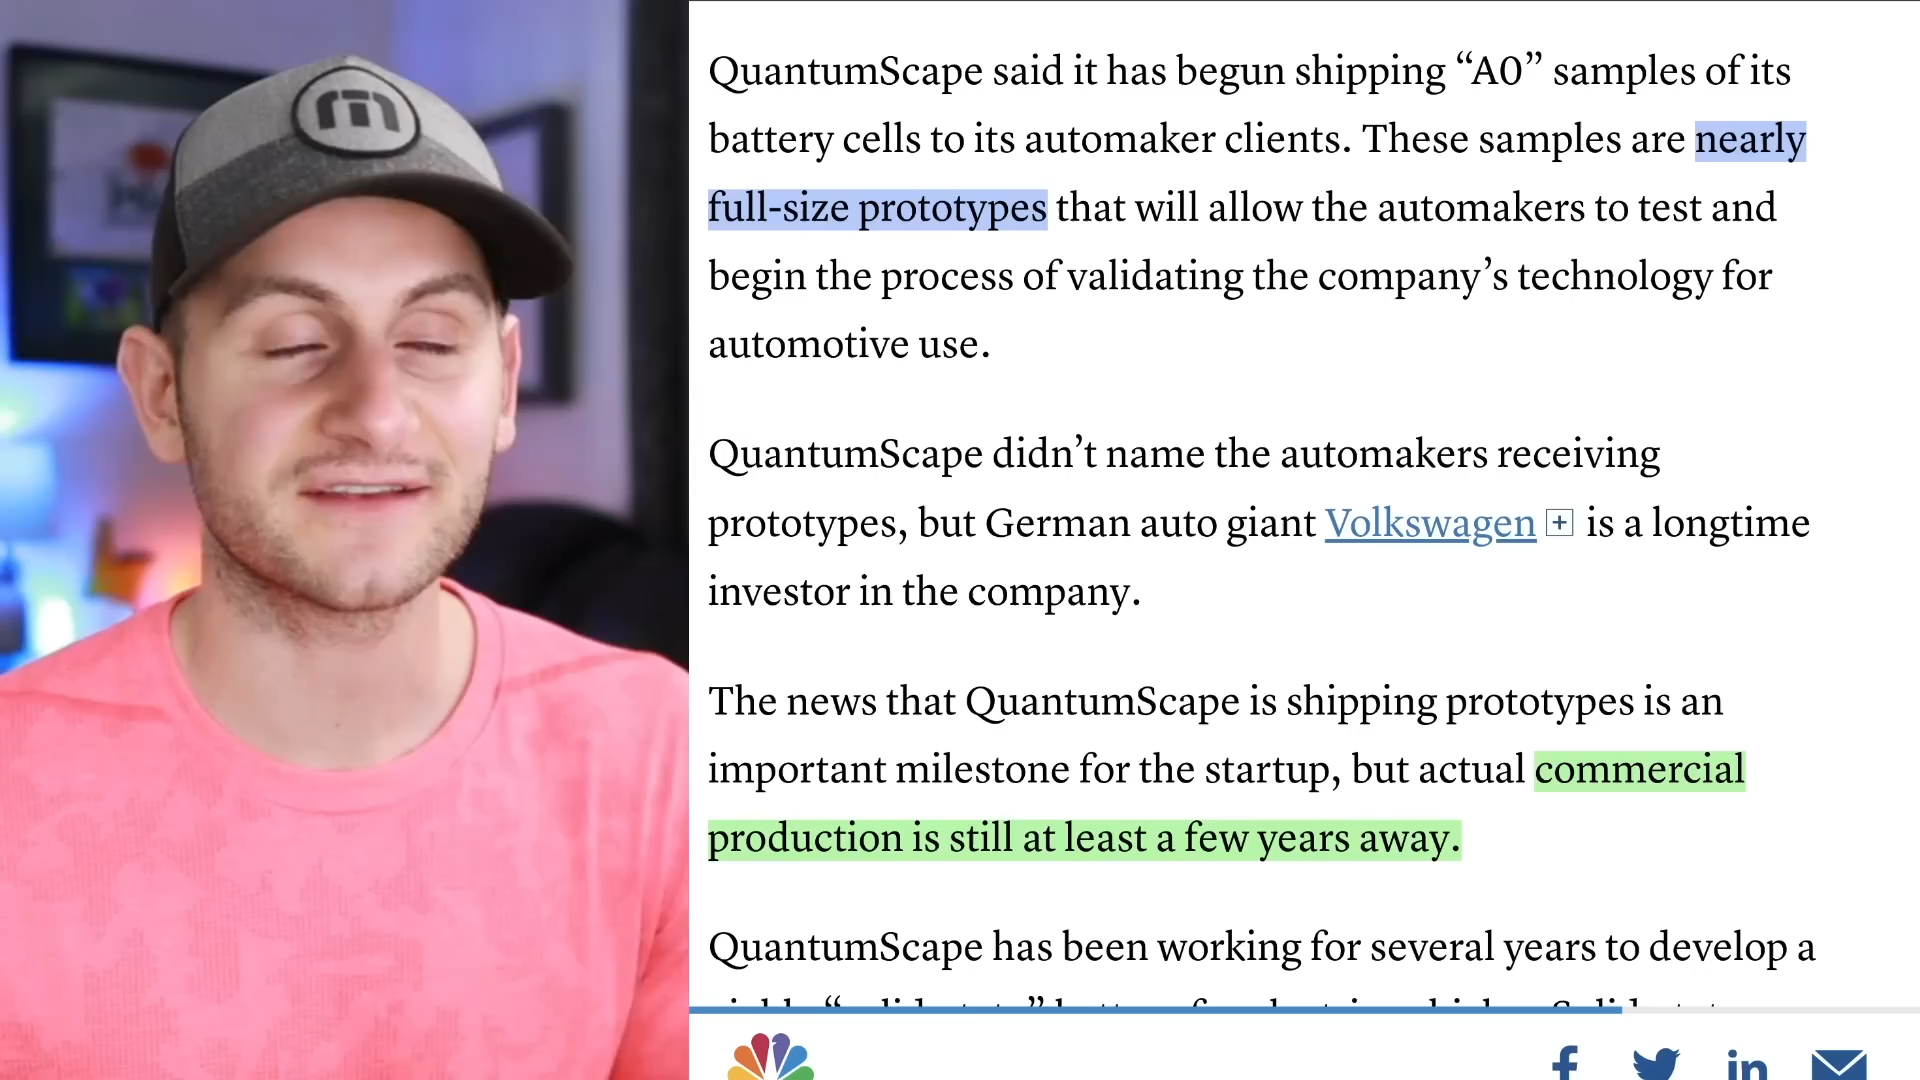 QuantumScape said it has begun shipping “A0” samples of its
battery cells to its automaker clients. These samples are nearly
full-size prototypes that will allow the automakers to test and
begin the process of validating the company’s technology for
automotive use.
QuantumScape didn’t name the automakers receiving
prototypes, but German auto giant Volkswagen + is a longtime
investor in the company.
The news that QuantumScape is shipping prototypes is an
important milestone for the startup, but actual commercial
production is still at least a few years away.
QuantumScape has been working for several years to develop a